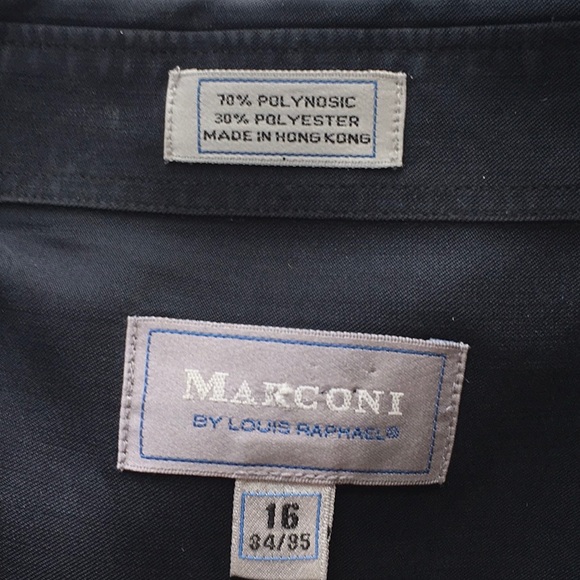 70% POLYNOSIC
30% POLYESTER
MADE IN HONG KONG
MARCONI
BY LOUIS RAPHAEL®
16
34/35